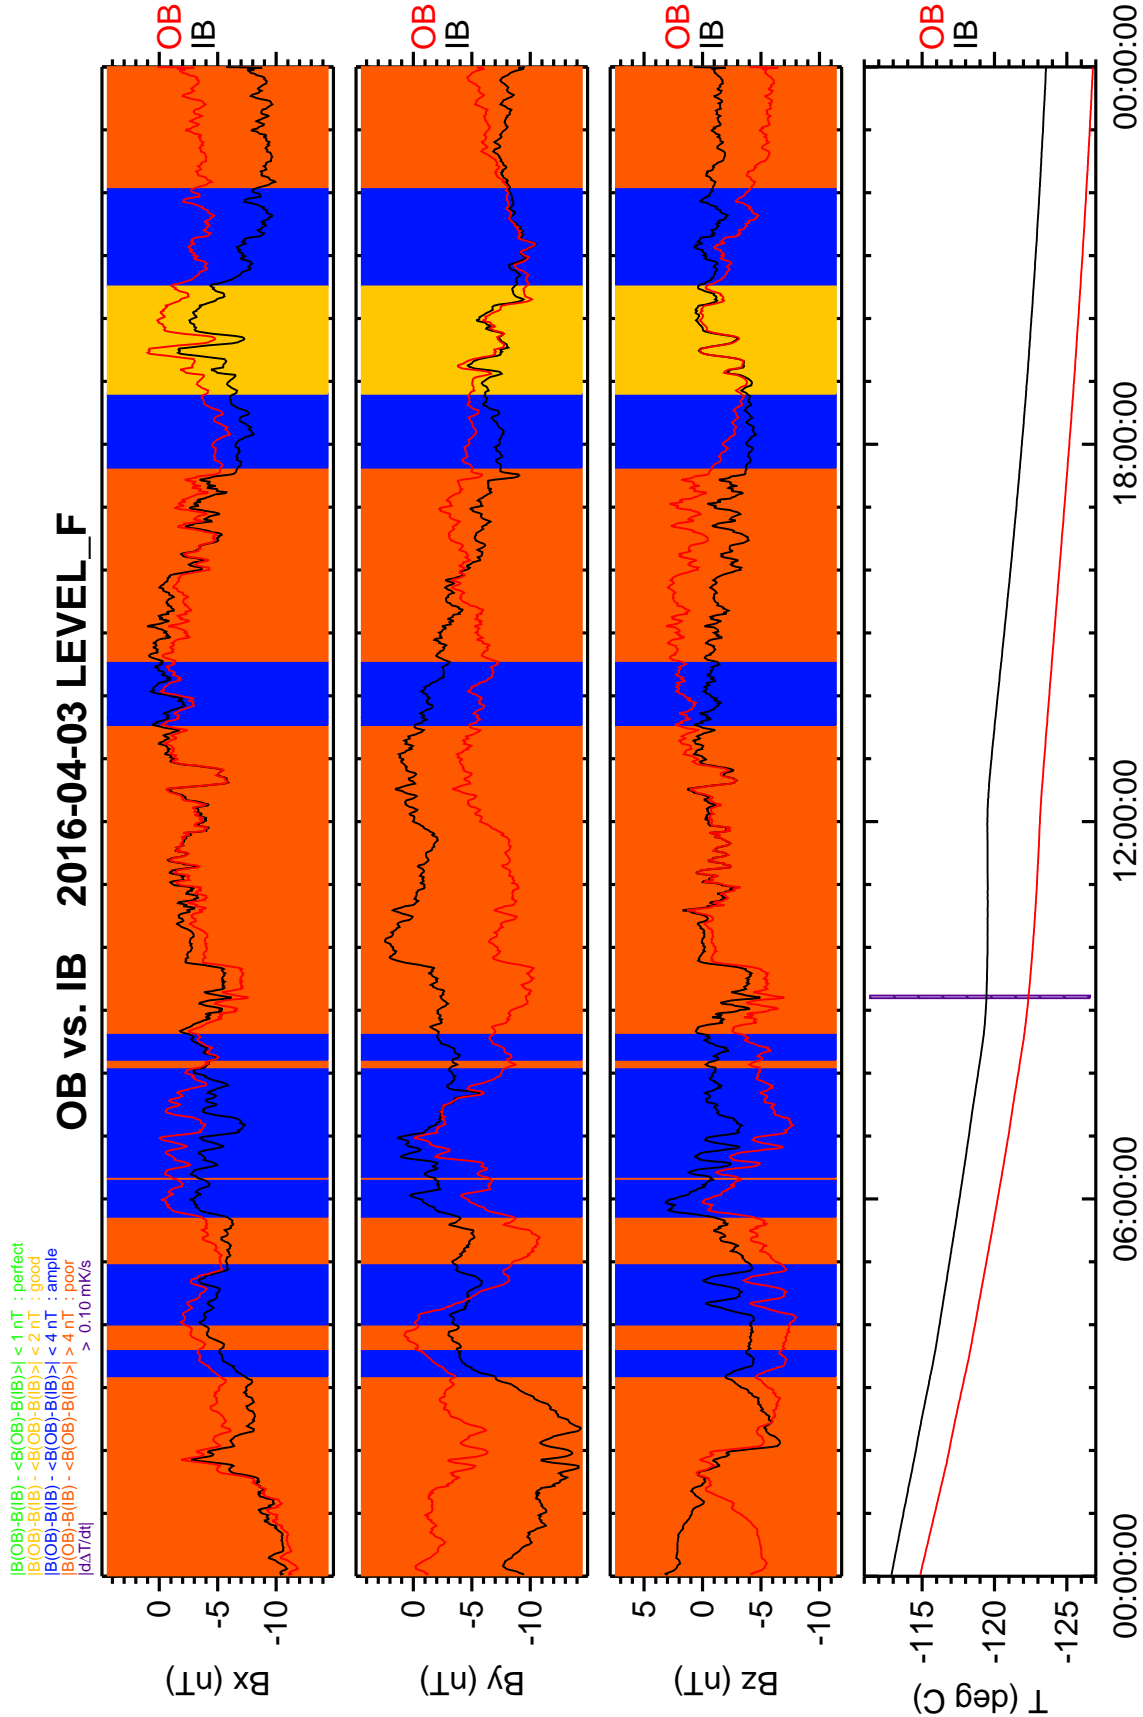 |B(OB)-B(IB) - <B(OB)-B(IB)>| < 1 nT : perfect
|B(OB)-B(IB) - <B(OB)-B(IB)>| < 2 nT : good
|B(OB)-B(IB) - <B(OB)-B(IB)>| < 4 nT : ample
|B(OB)-B(IB) - <B(OB)-B(IB)>| > 4 nT : poor
|dΔT/dt| > 0.10 mK/s
OB vs. IB 2016-04-03 LEVEL_F
Bx (nT)
0
-5
-10
OB
IB
By (nT)
0
-5
-10
OB
IB
Bz (nT)
5
0
-5
-10
OB
IB
T (deg C)
-115
-120
-125
OB
IB
00:00:00 06:00:00 12:00:00 18:00:00 00:00:00